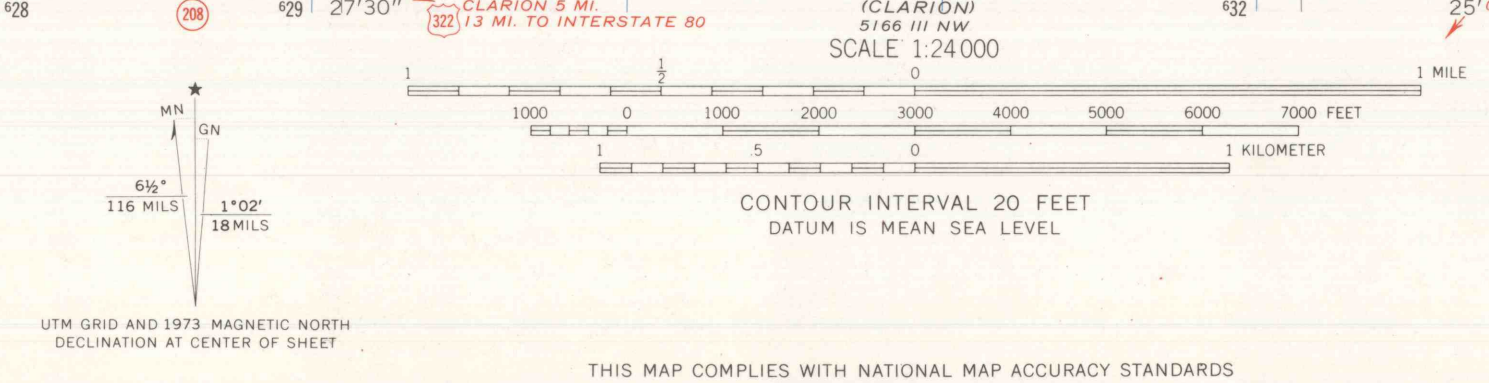 628 208 629 27'30" 322 CLARION 5 MI.
13 MI. TO INTERSTATE 80
(CLARION)
5166 III NW
632 25'
SCALE 1:24 000
1 1/2 0 1 MILE
1000 0 1000 2000 3000 4000 5000 6000 7000 FEET
1 .5 0 1 KILOMETER
CONTOUR INTERVAL 20 FEET
DATUM IS MEAN SEA LEVEL
★
MN
GN
6½°
116 MILS
1°02'
18 MILS
UTM GRID AND 1973 MAGNETIC NORTH
DECLINATION AT CENTER OF SHEET
THIS MAP COMPLIES WITH NATIONAL MAP ACCURACY STANDARDS